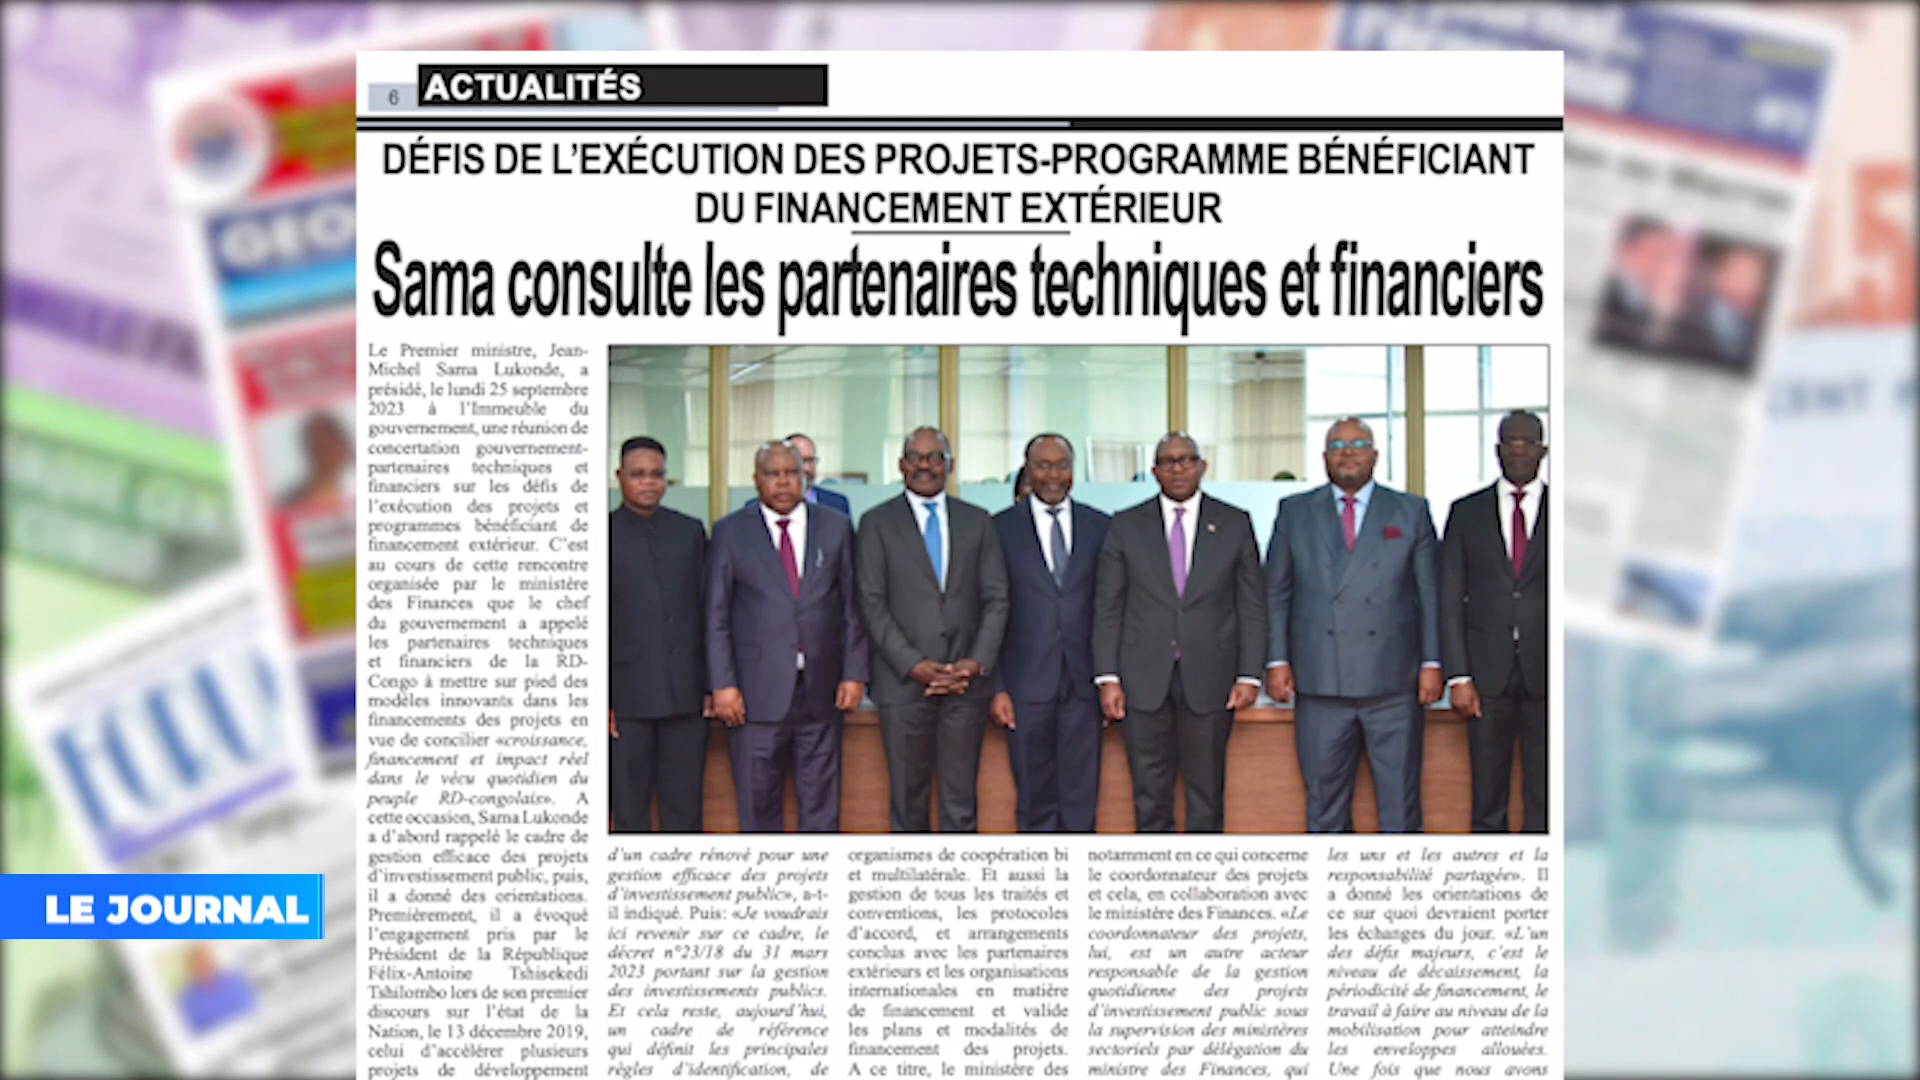 6
ACTUALITÉS
DÉFIS DE L'EXÉCUTION DES PROJETS-PROGRAMME BÉNÉFICIANT
DU FINANCEMENT EXTÉRIEUR
Sama consulte les partenaires techniques et financiers
Le Premier ministre, Jean-
Michel Sama Lukonde, a
présidé, le lundi 25 septembre
2023 à l'Immeuble du
gouvernement, une réunion de
concertation gouvernement-
partenaires techniques et
financiers sur les défis de
l'exécution des projets et
programmes bénéficiant de
financement extérieur. C'est
au cours de cette rencontre
organisée par le ministère
des Finances que le chef
du gouvernement a appelé
les partenaires techniques
et financiers de la RD-
Congo à mettre sur pied des
modèles innovants dans les
financements des projets en
vue de concilier «croissance,
financement et impact réel
dans le vécu quotidien du
peuple RD-congolais». A
cette occasion, Sama Lukonde
a d'abord rappelé le cadre de
gestion efficace des projets
d'investissement public, puis,
il a donné des orientations.
Premièrement, il a évoqué
l'engagement pris par le
Président de la République
Félix-Antoine Tshisekedi
Tshilombo lors de son premier
discours sur l'état de la
Nation, le 13 décembre 2019,
celui d'accélérer plusieurs
projets de développement
d'un cadre rénové pour une
gestion efficace des projets
d'investissement public», a-t-
il indiqué. Puis: «Je voudrais
ici revenir sur ce cadre, le
décret n°23/18 du 31 mars
2023 portant sur la gestion
des investissements publics.
Et cela reste, aujourd'hui,
un cadre de référence
qui définit les principales
règles d'identification, de
organismes de coopération bi
et multilatérale. Et aussi la
gestion de tous les traités et
conventions, les protocoles
d'accord, et arrangements
conclus avec les partenaires
extérieurs et les organisations
internationales en matière
de financement et valide
les plans et modalités de
financement des projets.
A ce titre, le ministère des
notamment en ce qui concerne
le coordonnateur des projets
et cela, en collaboration avec
le ministère des Finances. «Le
coordonnateur des projets,
lui, est un autre acteur
responsable de la gestion
quotidienne des projets
d'investissement public sous
la supervision des ministères
sectoriels par délégation du
ministre des Finances, qui
les uns et les autres et la
responsabilité partagée». Il
a donné les orientations de
ce sur quoi devraient porter
les échanges du jour. «L'un
des défis majeurs, c'est le
niveau de décaissement, la
périodicité de financement, le
travail à faire au niveau de la
mobilisation pour atteindre
les enveloppes allouées.
Une fois que nous avons
LE JOURNAL